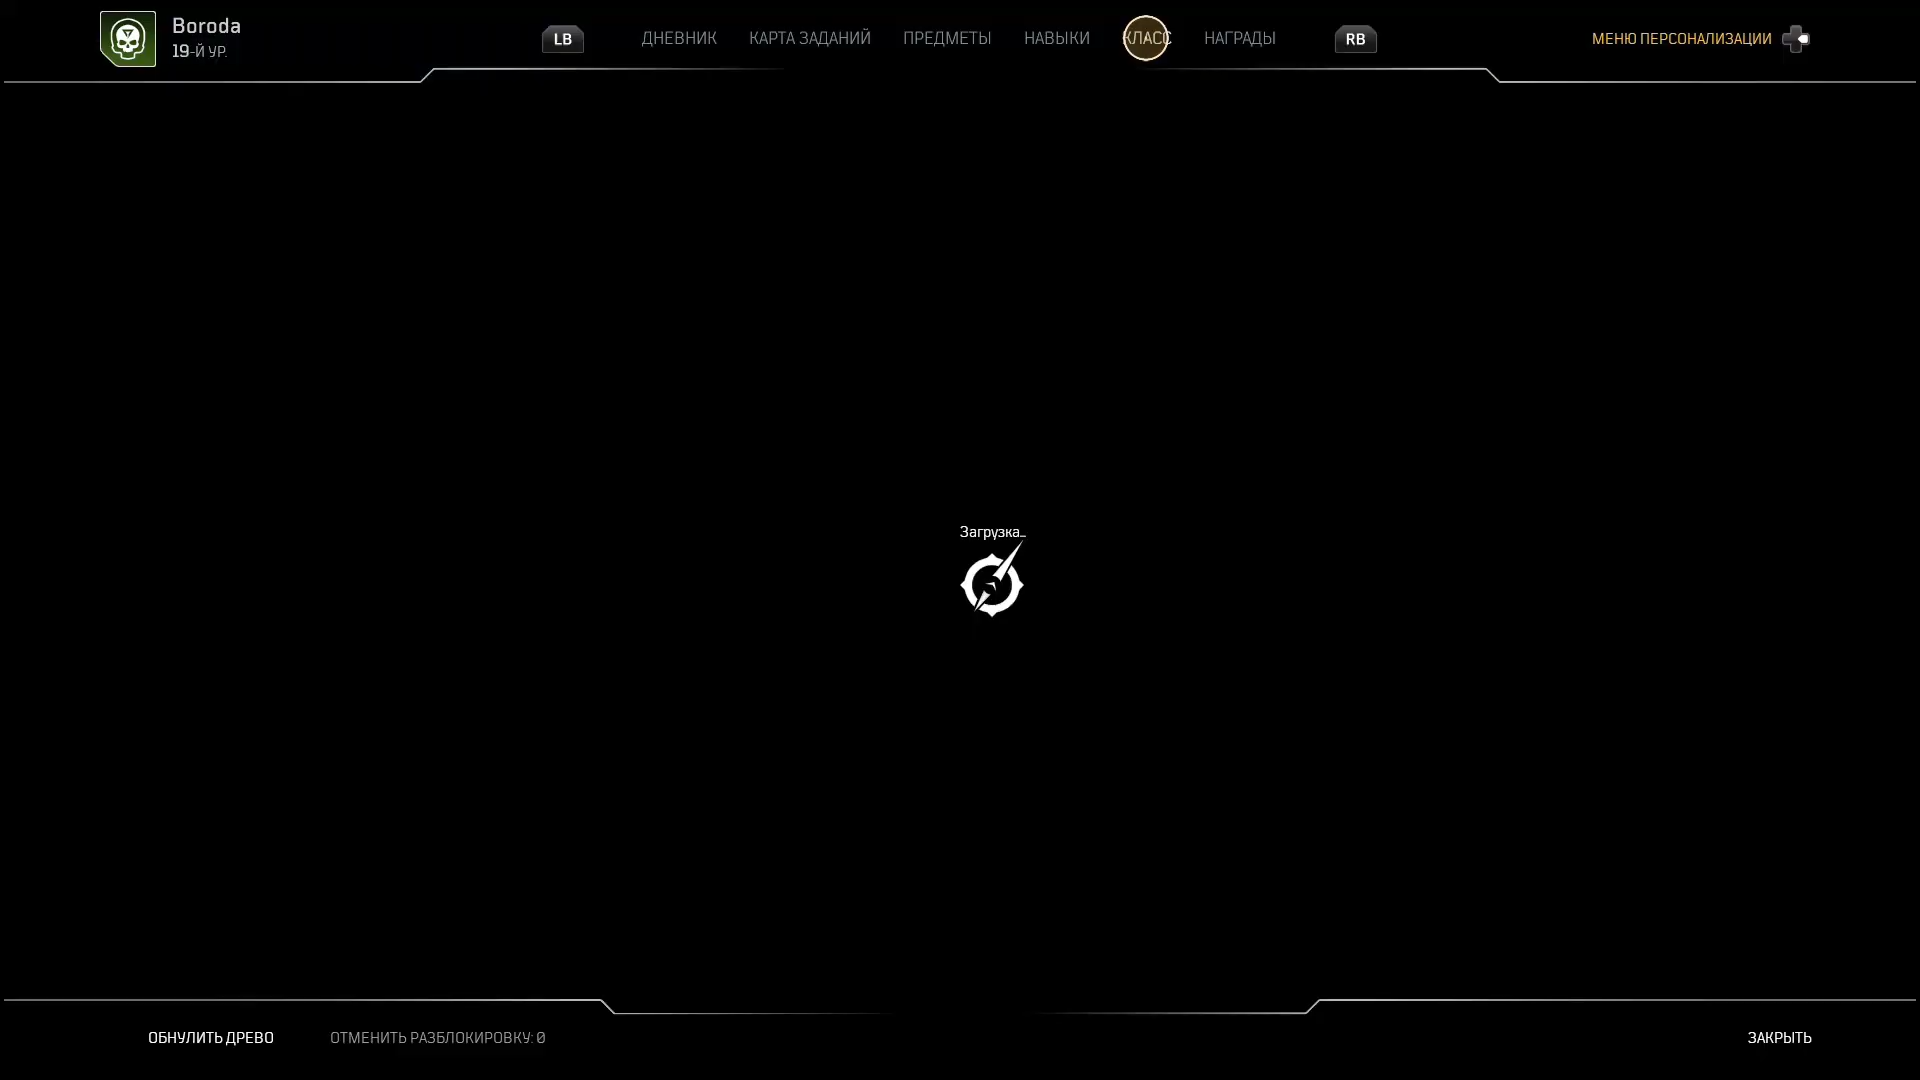 Boroda
19-Й УР.
LB
ДНЕВНИК
КАРТА ЗАДАНИЙ
ПРЕДМЕТЫ
НАВЫКИ
КЛАСС
НАГРАДЫ
RB
МЕНЮ ПЕРСОНАЛИЗАЦИИ
Загрузка...
ОБНУЛИТЬ ДРЕВО
ОТМЕНИТЬ РАЗБЛОКИРОВКУ: 0
ЗАКРЫТЬ